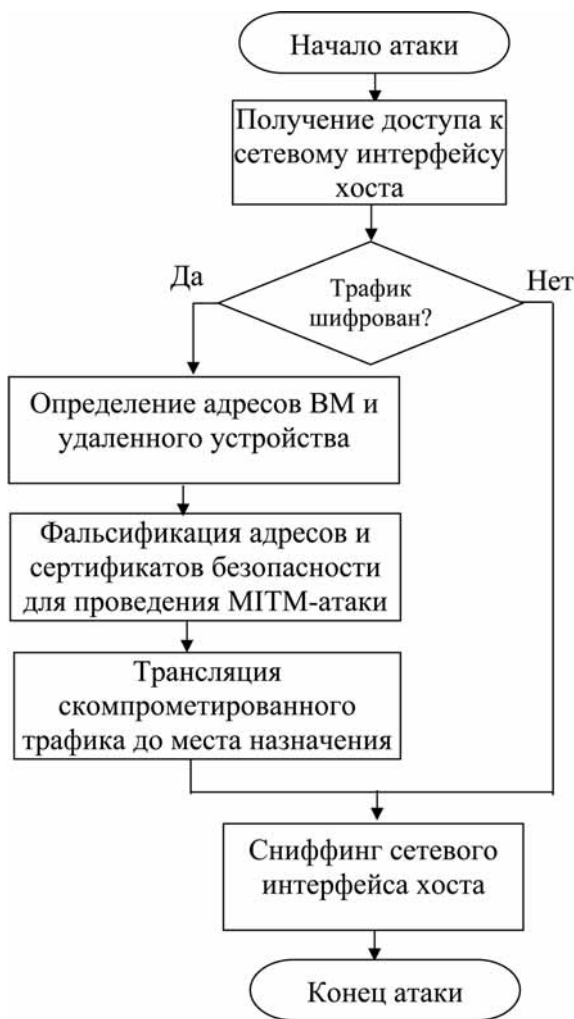 Начало атаки
Получение доступа к
сетевому интерфейсу
хоста
Да
Нет
Трафик
шифрован?
Определение адресов ВМ и
удаленного устройства
Фальсификация адресов и
сертификатов безопасности
для проведения MITM-атаки
Трансляция
скомпрометированного
трафика до места назначения
Сниффинг сетевого
интерфейса хоста
Конец атаки